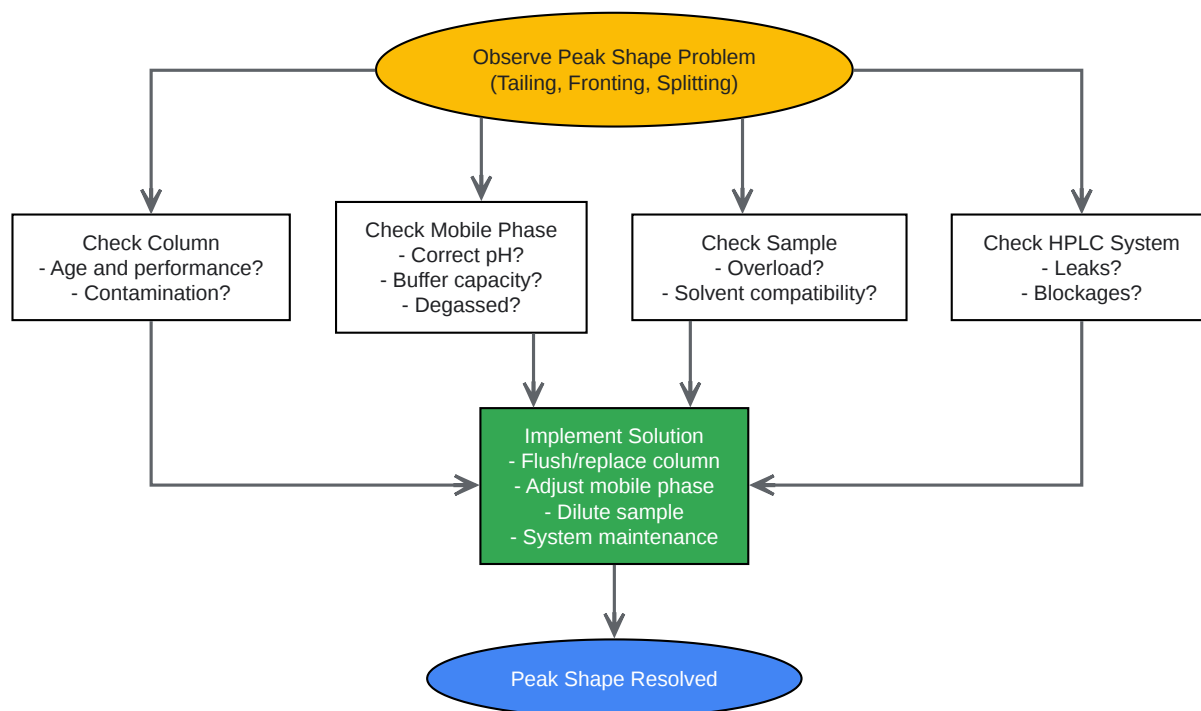 Observe Peak Shape Problem
(Tailing, Fronting, Splitting)
Check Column
- Age and performance?
- Contamination?
Check Mobile Phase
- Correct pH?
- Buffer capacity?
- Degassed?
Check Sample
- Overload?
- Solvent compatibility?
Check HPLC System
- Leaks?
- Blockages?
Implement Solution
- Flush/replace column
- Adjust mobile phase
- Dilute sample
- System maintenance
Peak Shape Resolved